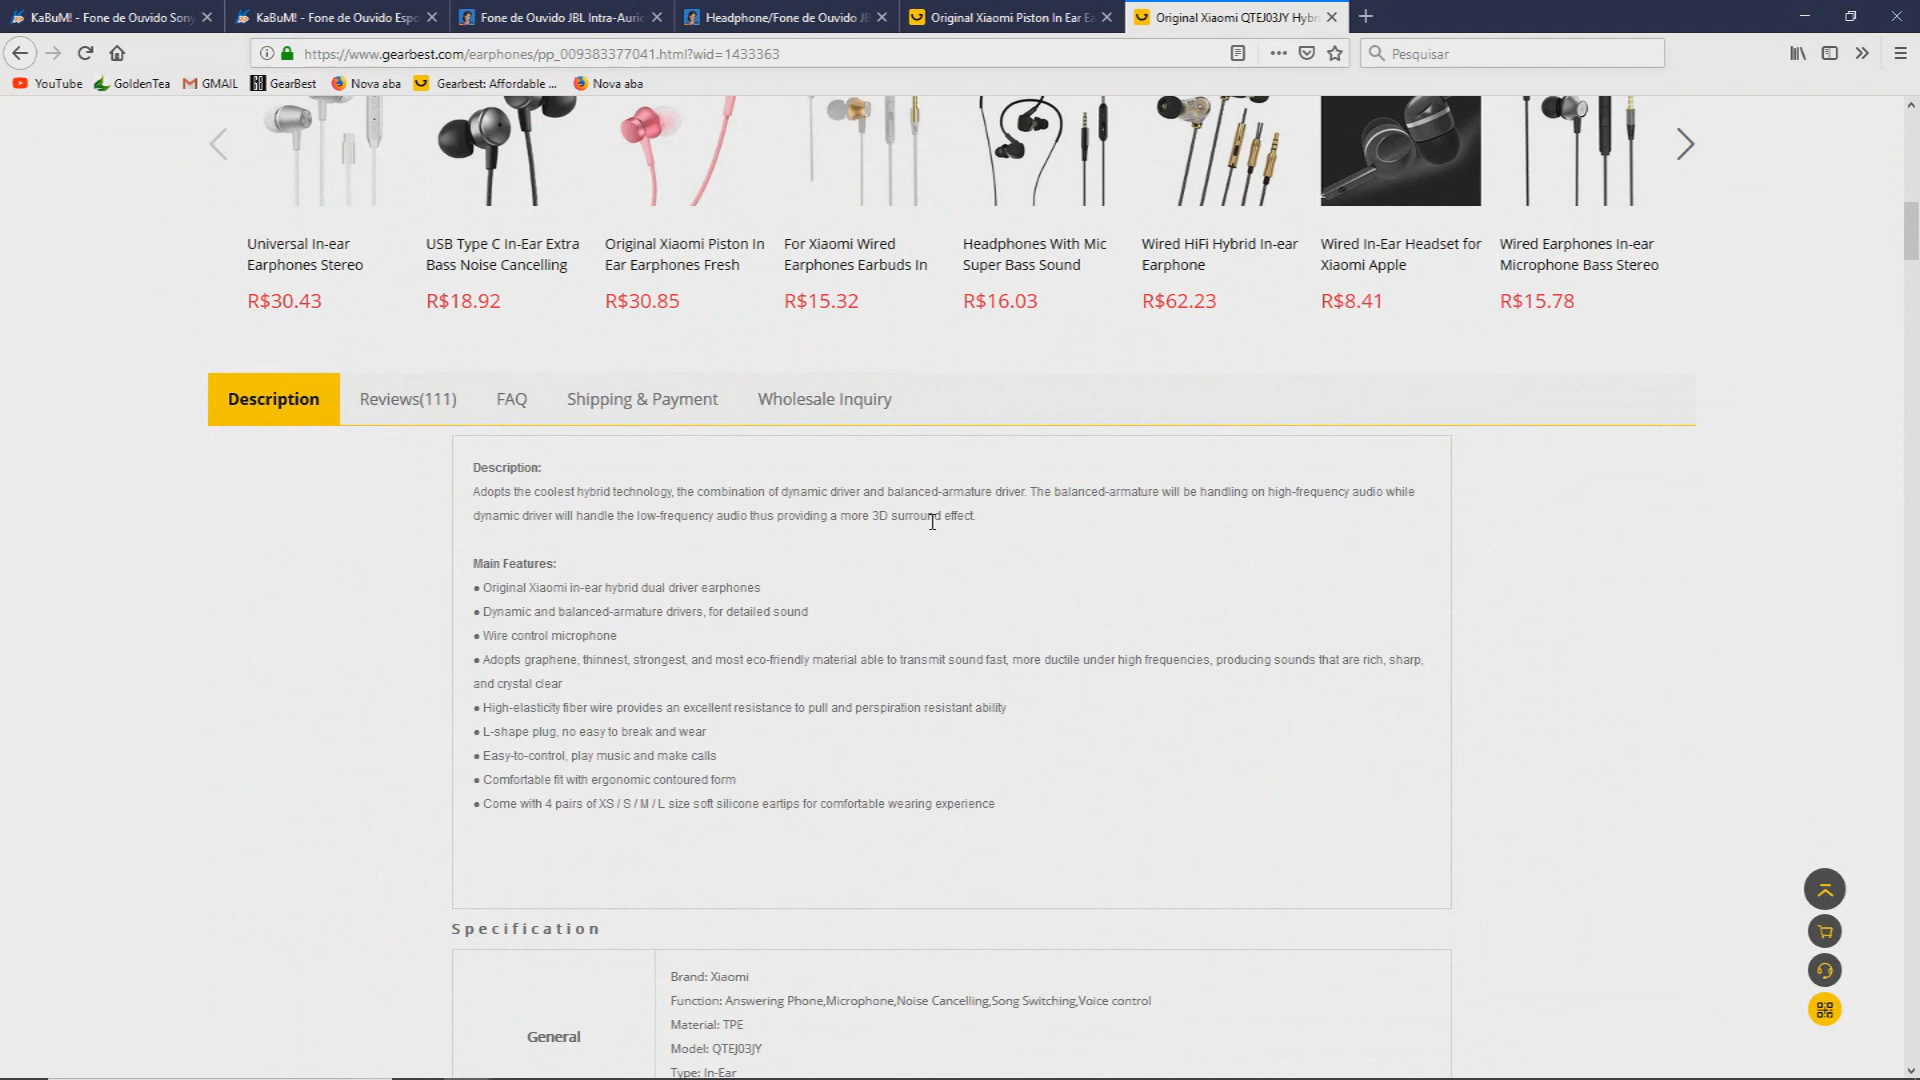 KaBuM! - Fone de Ouvido Sony
KaBuM! - Fone de Ouvido Espo
Fone de Ouvido JBL Intra-Auric
Headphone/Fone de Ouvido JB
Original Xiaomi Piston In Ear Ea
Original Xiaomi QTEJ03JY Hybri
https://www.gearbest.com/earphones/pp_009383377041.html?wid=1433363
Pesquisar
YouTube
GoldenTea
GMAIL
GearBest
Nova aba
Gearbest: Affordable ...
Nova aba
Universal In-ear
Earphones Stereo
R$30.43
USB Type C In-Ear Extra
Bass Noise Cancelling
R$18.92
Original Xiaomi Piston In
Ear Earphones Fresh
R$30.85
For Xiaomi Wired
Earphones Earbuds In
R$15.32
Headphones With Mic
Super Bass Sound
R$16.03
Wired HiFi Hybrid In-ear
Earphone
R$62.23
Wired In-Ear Headset for
Xiaomi Apple
R$8.41
Wired Earphones In-ear
Microphone Bass Stereo
R$15.78
Description
Reviews(111)
FAQ
Shipping & Payment
Wholesale Inquiry
Description:
Adopts the coolest hybrid technology, the combination of dynamic driver and balanced-armature driver. The balanced-armature will be handling on high-frequency audio while
dynamic driver will handle the low-frequency audio thus providing a more 3D surround effect.
Main Features:
● Original Xiaomi in-ear hybrid dual driver earphones
● Dynamic and balanced-armature drivers, for detailed sound
● Wire control microphone
● Adopts graphene, thinnest, strongest, and most eco-friendly material able to transmit sound fast, more ductile under high frequencies, producing sounds that are rich, sharp,
and crystal clear
● High-elasticity fiber wire provides an excellent resistance to pull and perspiration resistant ability
● L-shape plug, no easy to break and wear
● Easy-to-control, play music and make calls
● Comfortable fit with ergonomic contoured form
● Come with 4 pairs of XS / S / M / L size soft silicone eartips for comfortable wearing experience
Specification
General
Brand: Xiaomi
Function: Answering Phone,Microphone,Noise Cancelling,Song Switching,Voice control
Material: TPE
Model: QTEJ03JY
Type: In-Ear